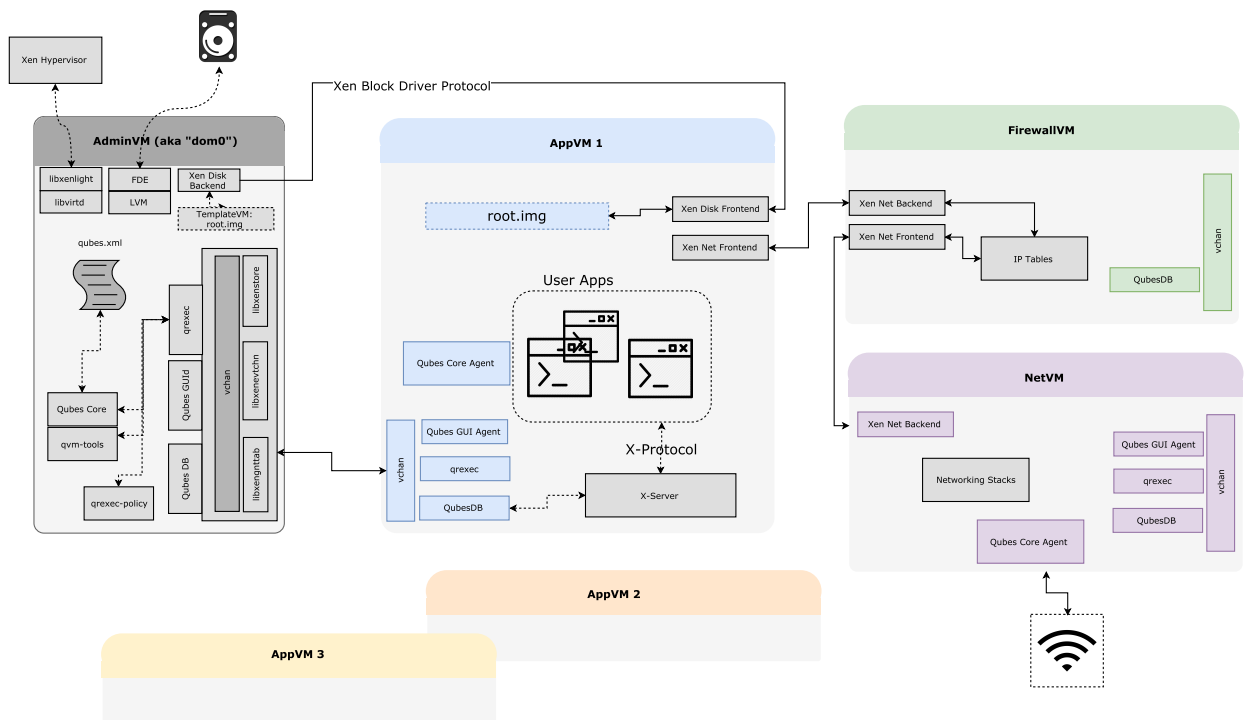 Xen Hypervisor
Xen Block Driver Protocol
AdminVM (aka "dom0")
libxenlight
libvirtd
FDE
LVM
Xen Disk
Backend
TemplateVM:
root.img
qubes.xml
qrexec
Qubes GUId
Qubes DB
vchan
libxenstore
libxenevtchn
libxengnttab
Qubes Core
qvm-tools
qrexec-policy
AppVM 1
root.img
Xen Disk Frontend
Xen Net Frontend
User Apps
Qubes Core Agent
vchan
Qubes GUI Agent
qrexec
QubesDB
X-Protocol
X-Server
FirewallVM
Xen Net Backend
Xen Net Frontend
IP Tables
QubesDB
vchan
NetVM
Xen Net Backend
Networking Stacks
Qubes GUI Agent
qrexec
QubesDB
vchan
Qubes Core Agent
AppVM 2
AppVM 3